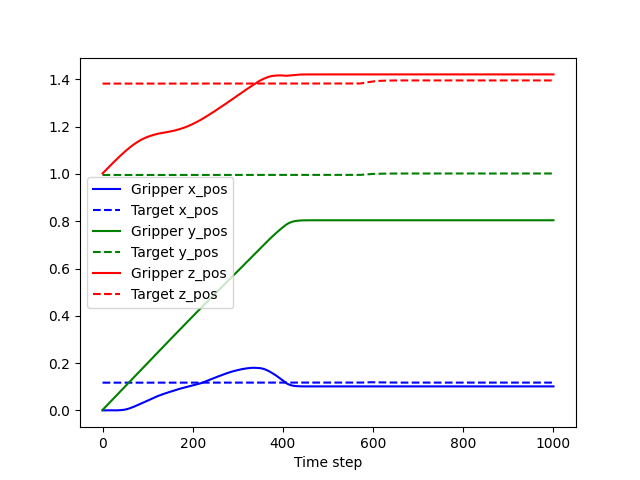 1.4
1.2
1.0
0.8
0.6
0.4
0.2
0.0
Gripper x_pos
Target x_pos
Gripper y_pos
Target y_pos
Gripper z_pos
Target z_pos
0 200 400 600 800 1000
Time step